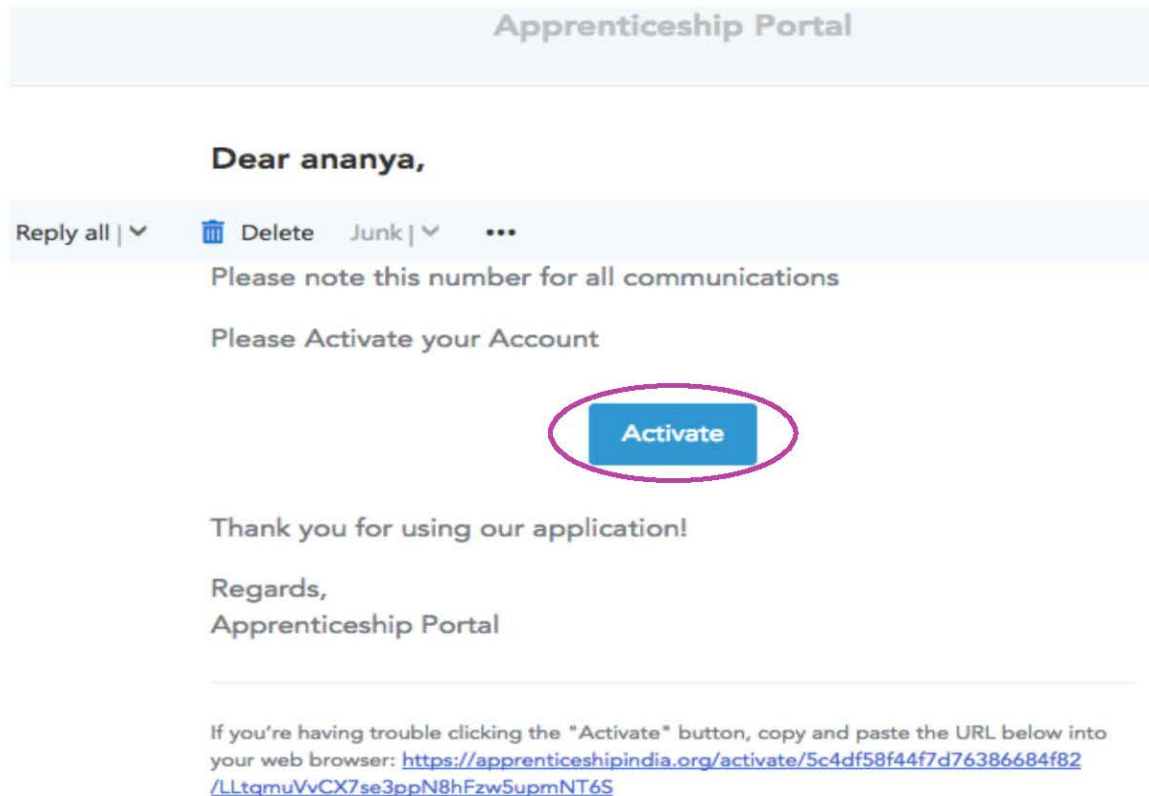 Apprenticeship Portal
Dear ananya,
Reply all | Delete Junk | •••
Please note this number for all communications
Please Activate your Account
Activate
Thank you for using our application!
Regards,
Apprenticeship Portal
If you're having trouble clicking the "Activate" button, copy and paste the URL below into
your web browser: https://apprenticeshipindia.org/activate/5c4df58f44f7d76386684f82
/LLtqmuVvCX7se3ppN8hFzw5upmNT6S